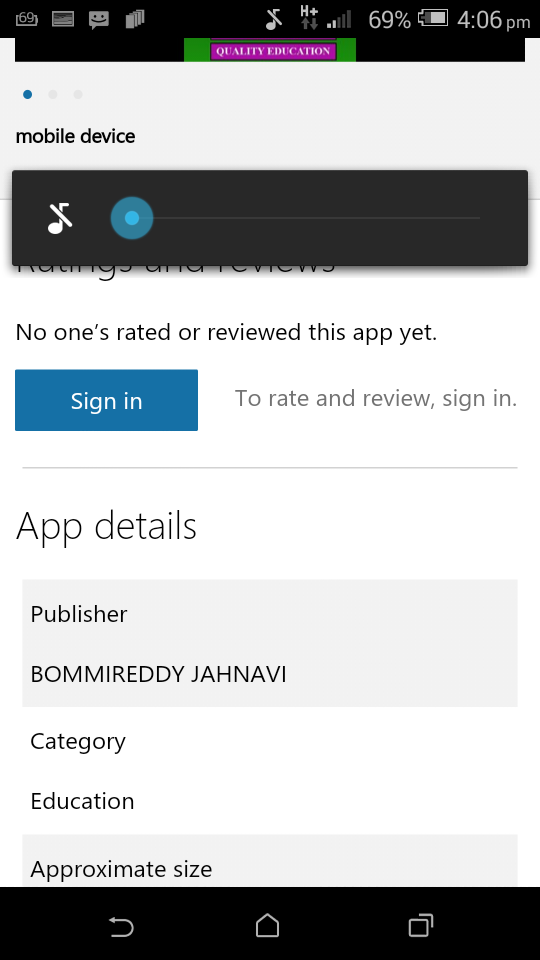 69
H+
69%
4:06 pm
QUALITY EDUCATION
mobile device
Ratings and reviews
No one’s rated or reviewed this app yet.
Sign in
To rate and review, sign in.
App details
Publisher
BOMMIREDDY JAHNAVI
Category
Education
Approximate size